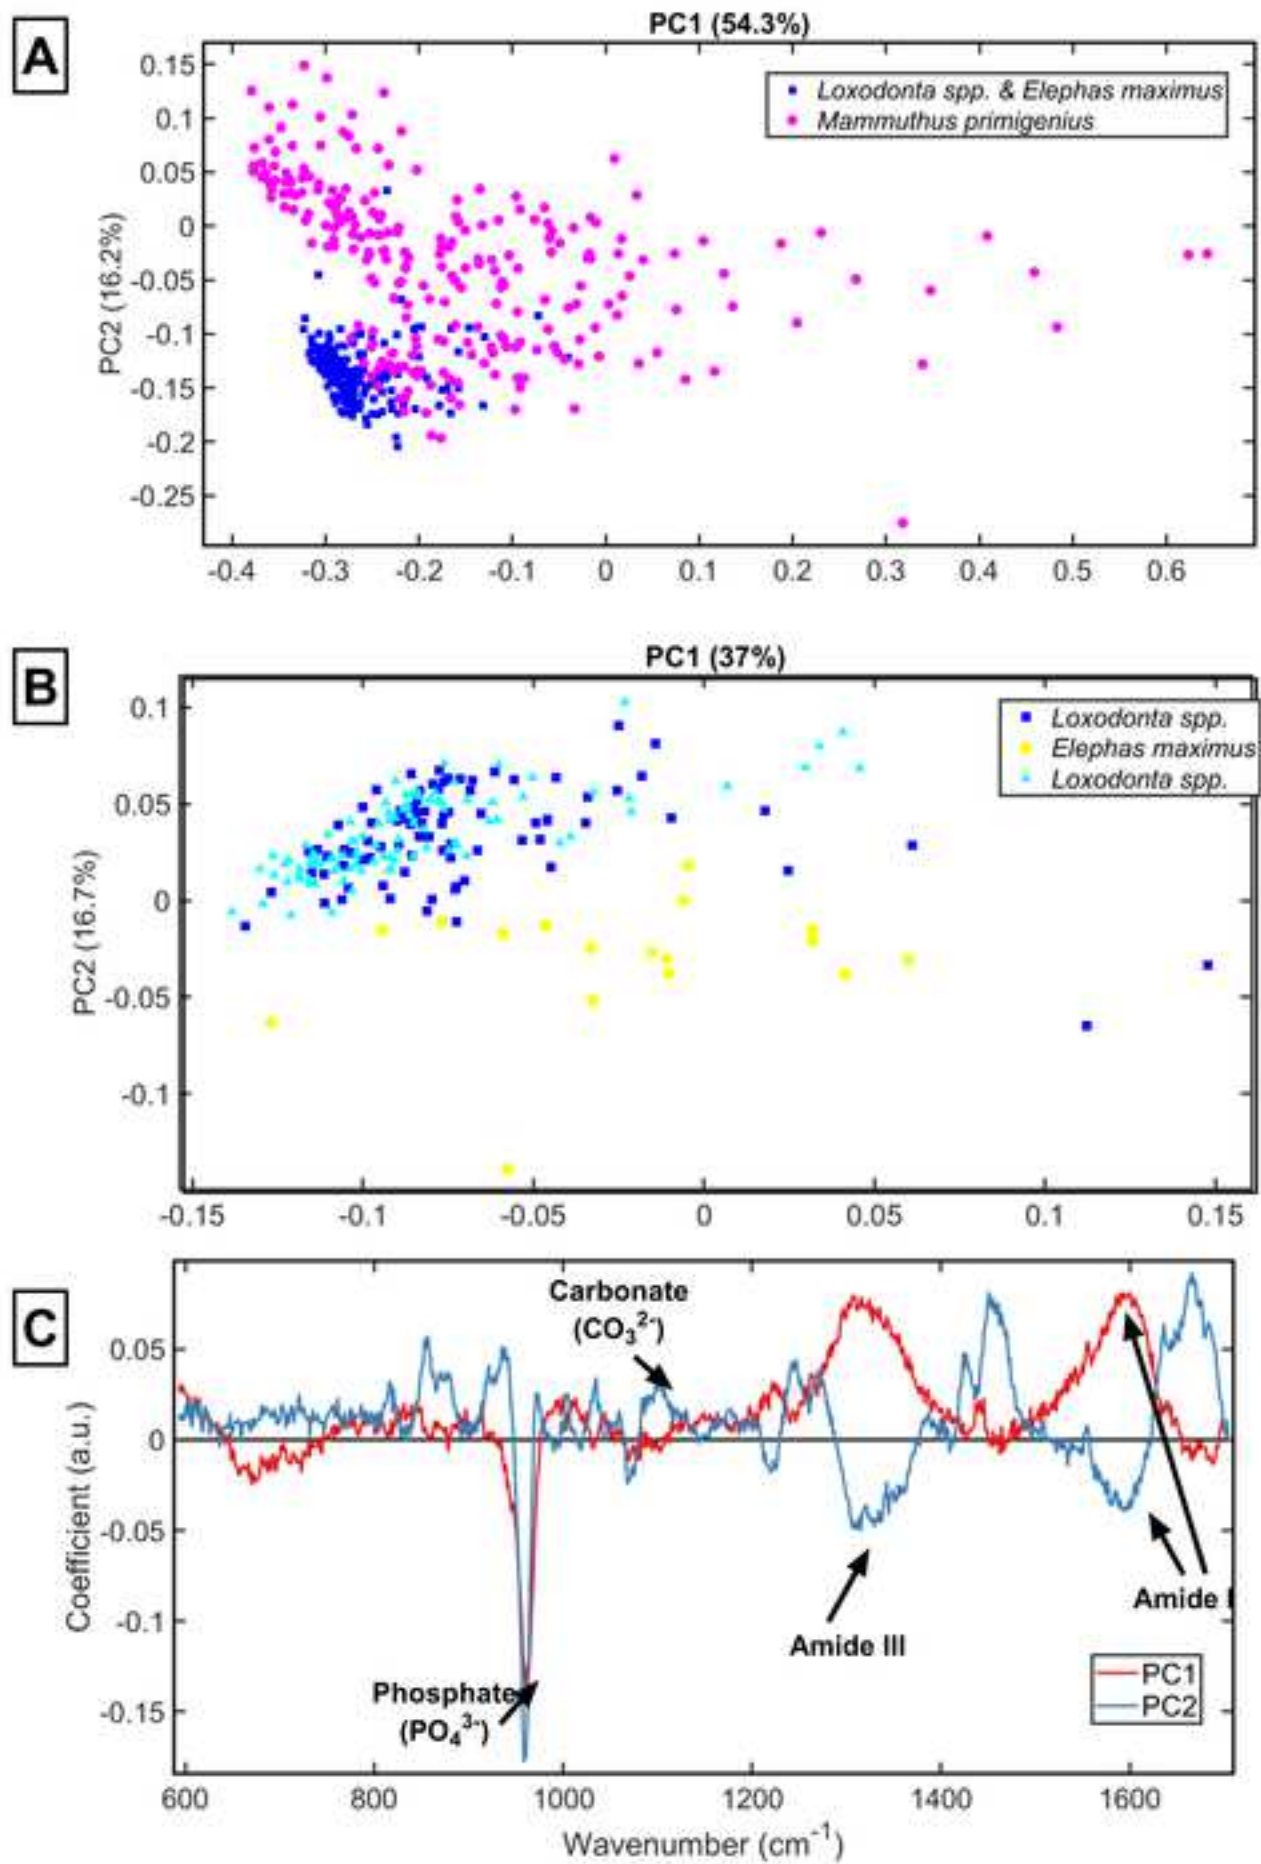 A
PC1 (54.3%)
0.15
0.1
0.05
0
-0.05
-0.1
-0.15
-0.2
-0.25
PC2 (16.2%)
Loxodonta spp. & Elephas maximus
Mammuthus primigenius
-0.4 -0.3 -0.2 -0.1 0 0.1 0.2 0.3 0.4 0.5 0.6
B
PC1 (37%)
0.1
0.05
0
-0.05
-0.1
PC2 (16.7%)
Loxodonta spp.
Elephas maximus
Loxodonta spp.
-0.15 -0.1 -0.05 0 0.05 0.1 0.15
C
Carbonate
(CO₃²⁻)
0.05
0
-0.05
-0.1
-0.15
Coefficient (a.u.)
Amide I
Amide III
Phosphate
(PO₄³⁻)
PC1
PC2
600 800 1000 1200 1400 1600
Wavenumber (cm⁻¹)